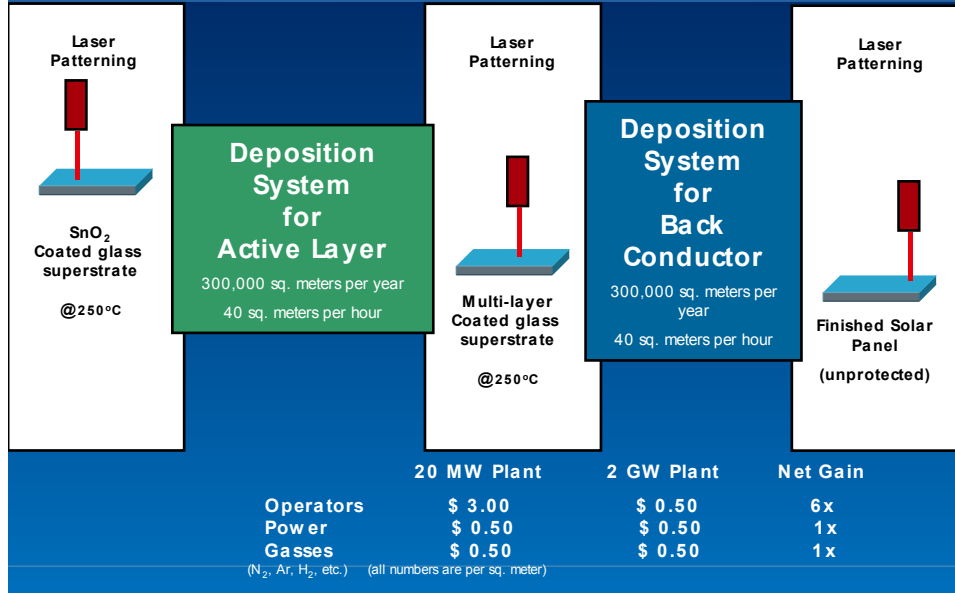 Laser
Patterning
SnO₂
Coated glass
superstrate
@250°C
Deposition
System
for
Active Layer
300,000 sq. meters per year
40 sq. meters per hour
Laser
Patterning
Multi-layer
Coated glass
superstrate
@250°C
Deposition
System
for
Back
Conductor
300,000 sq. meters per
year
40 sq. meters per hour
Laser
Patterning
Finished Solar
Panel
(unprotected)
20 MW Plant 2 GW Plant Net Gain
Operators $ 3.00 $ 0.50 6x
Power $ 0.50 $ 0.50 1x
Gasses $ 0.50 $ 0.50 1x
(N₂, Ar, H₂, etc.) (all numbers are per sq. meter)